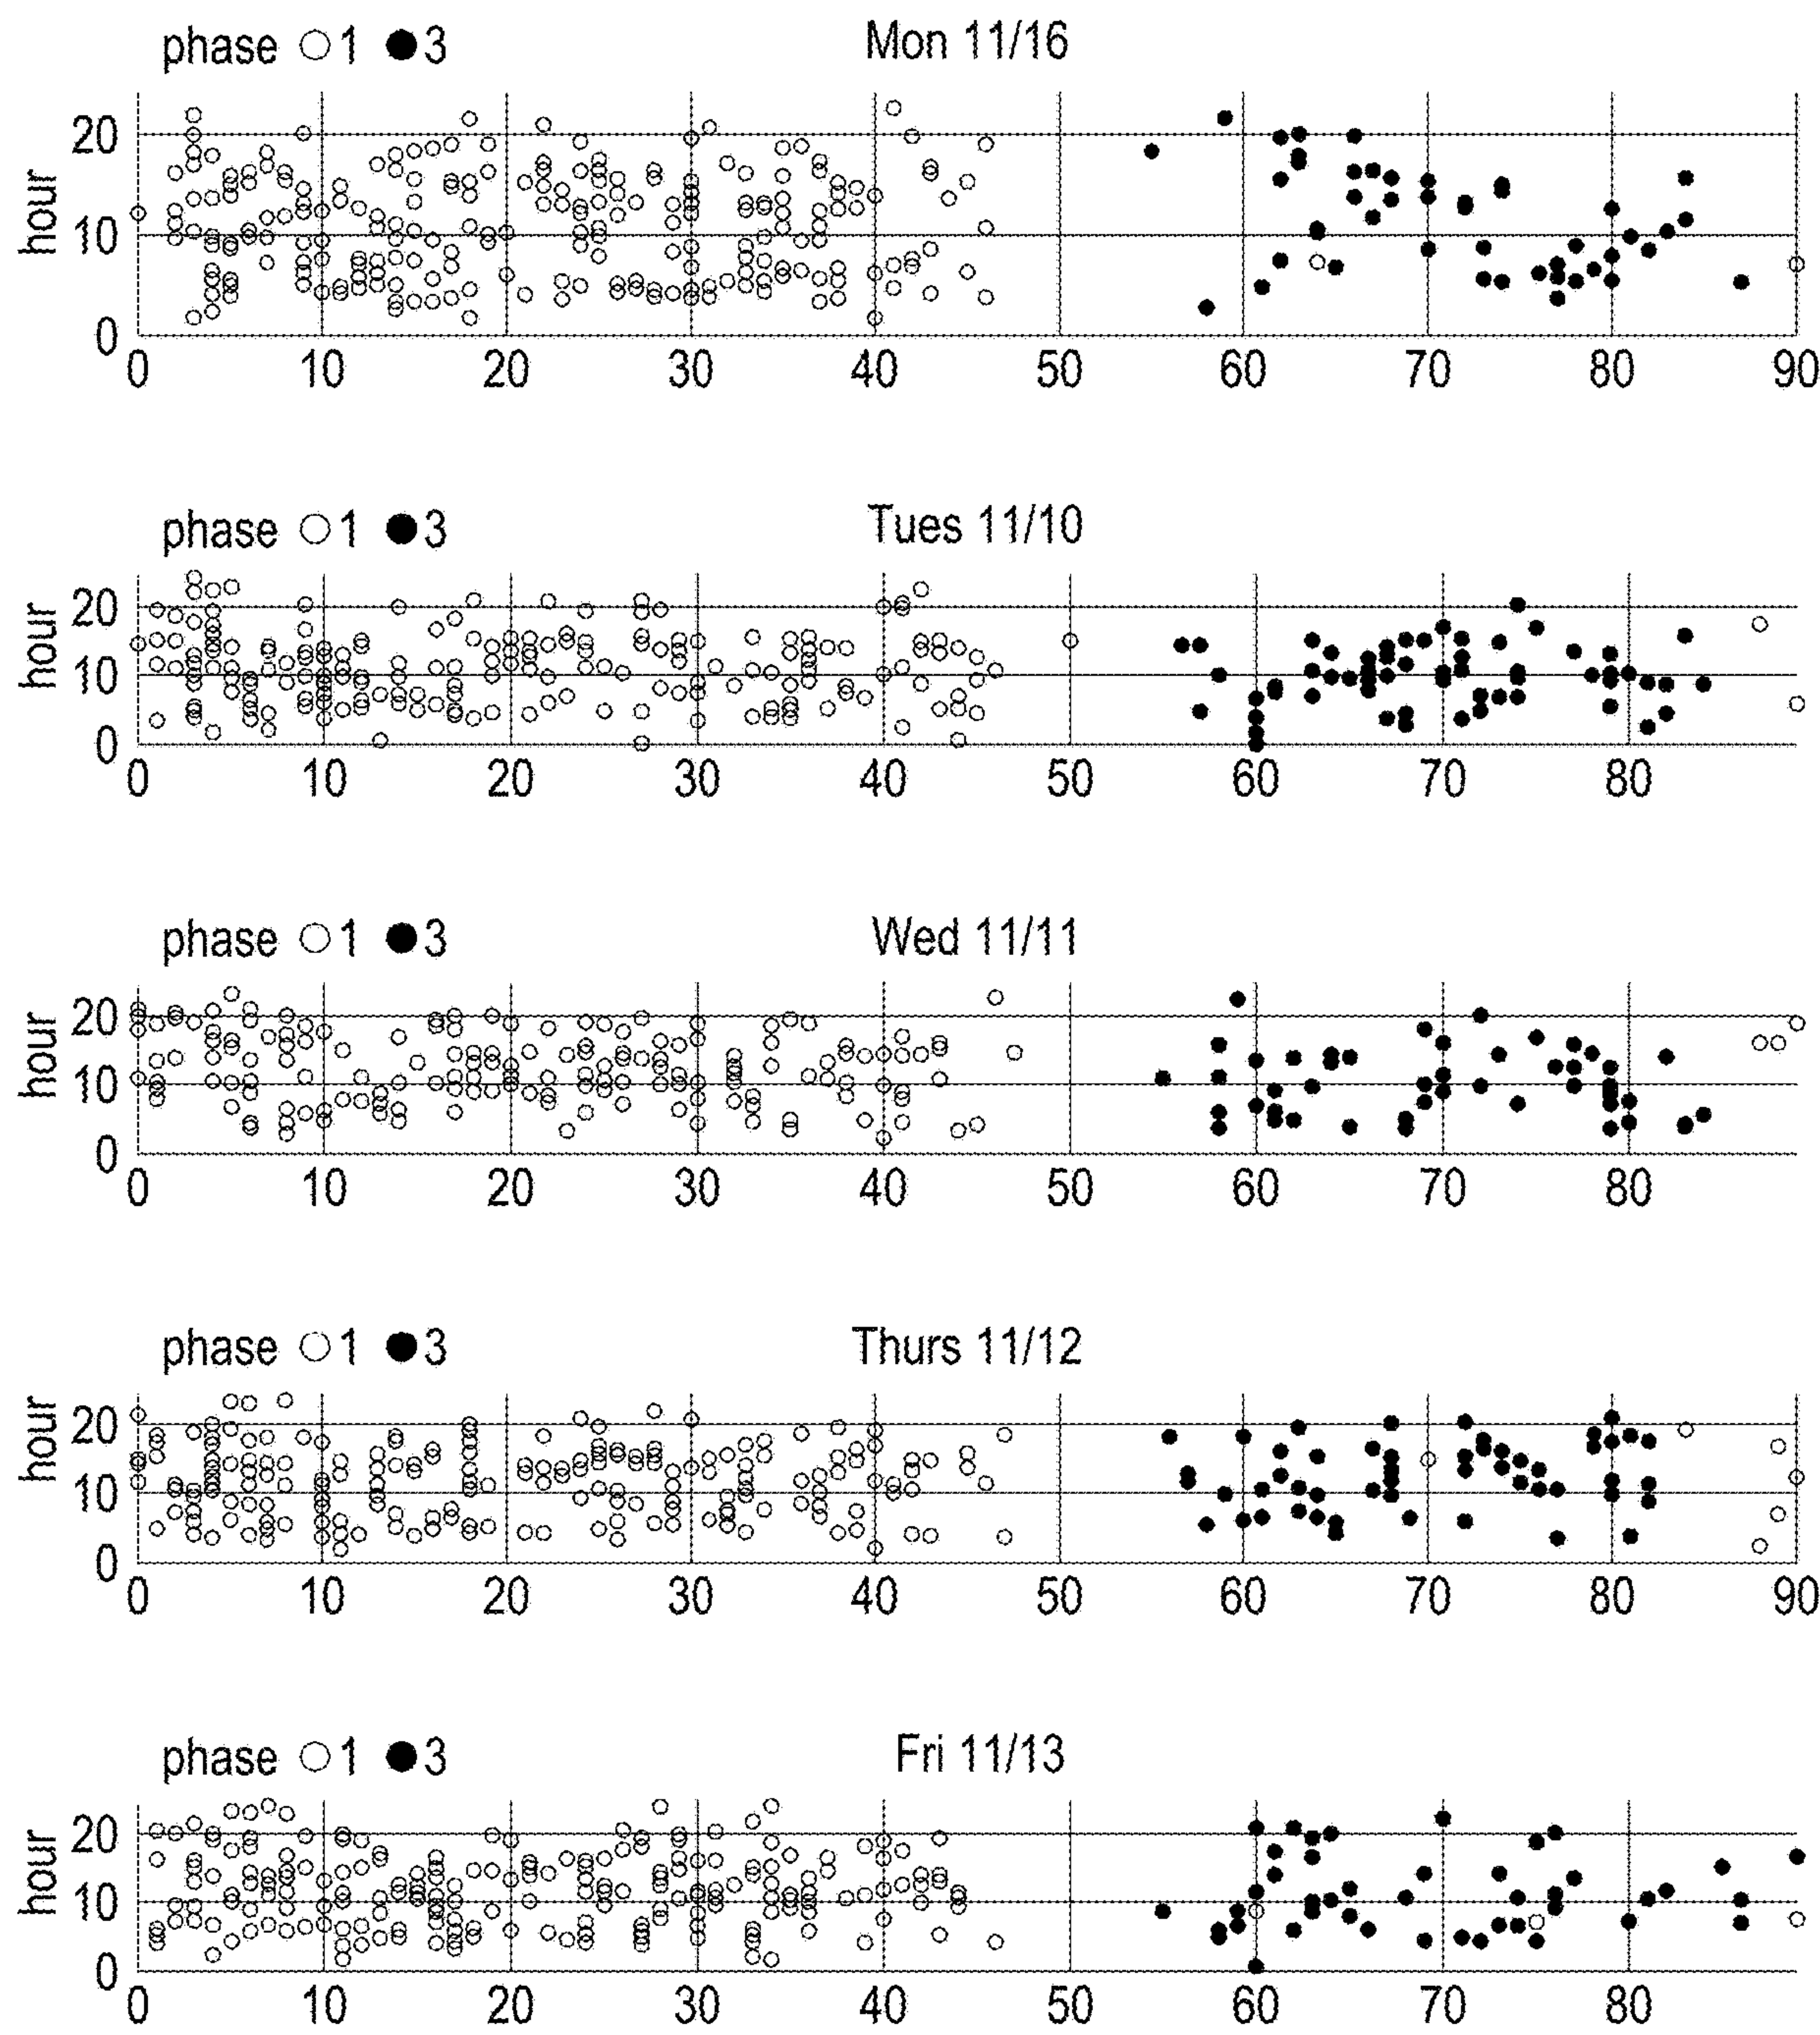 phase ○ 1 ● 3 Mon 11/16
hour
20
10
0
0 10 20 30 40 50 60 70 80 90
phase ○ 1 ● 3 Tues 11/10
hour
20
10
0
0 10 20 30 40 50 60 70 80
phase ○ 1 ● 3 Wed 11/11
hour
20
10
0
0 10 20 30 40 50 60 70 80
phase ○ 1 ● 3 Thurs 11/12
hour
20
10
0
0 10 20 30 40 50 60 70 80 90
phase ○ 1 ● 3 Fri 11/13
hour
20
10
0
0 10 20 30 40 50 60 70 80